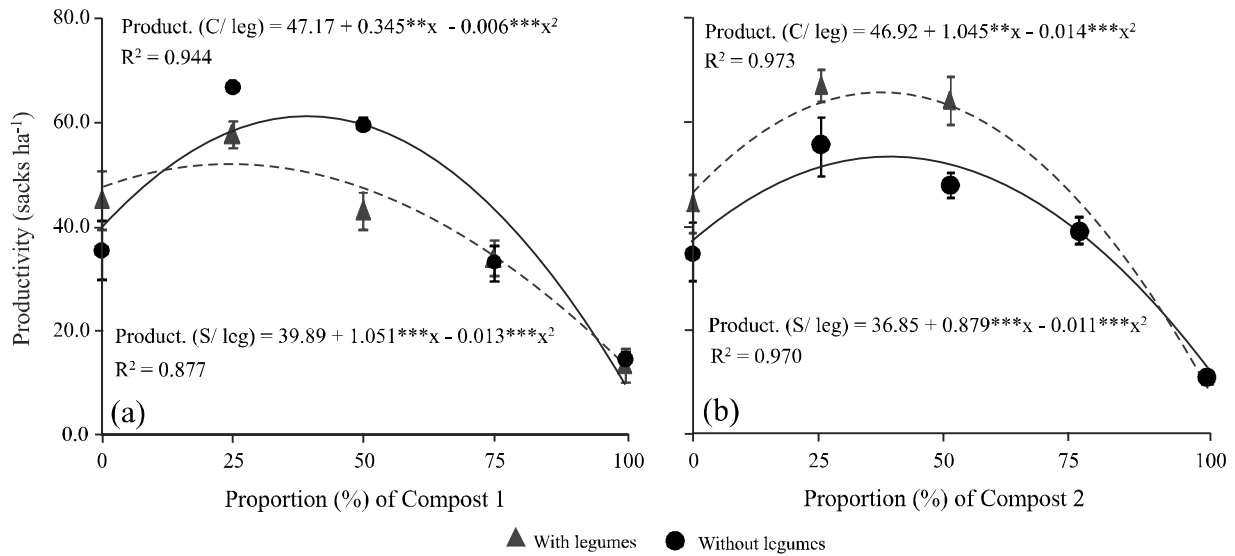 Product. (C/ leg) = 47.17 + 0.345**x - 0.006***x²
R² = 0.944
Product. (S/ leg) = 39.89 + 1.051***x - 0.013***x²
R² = 0.877
(a)
80.0
60.0
40.0
20.0
0.0
Productivity (sacks ha⁻¹)
0 25 50 75 100
Proportion (%) of Compost 1
Product. (C/ leg) = 46.92 + 1.045**x - 0.014***x²
R² = 0.973
Product. (S/ leg) = 36.85 + 0.879***x - 0.011***x²
R² = 0.970
(b)
0 25 50 75 100
Proportion (%) of Compost 2
With legumes Without legumes